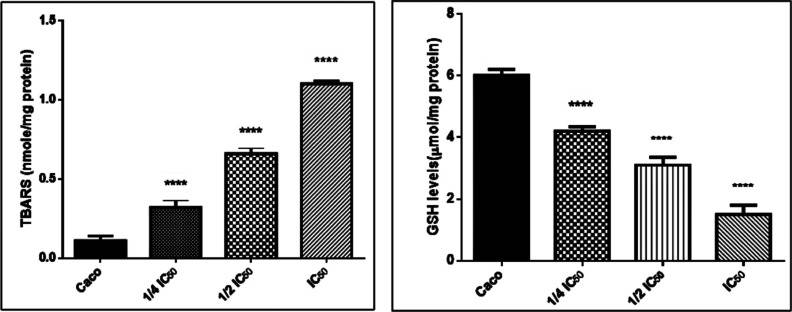 TBARS (nmole/mg protein)
1.5
1.0
0.5
0.0
****
****
****
Caco
1/4 IC50
1/2 IC50
IC50
GSH levels(μmol/mg protein)
8
6
4
2
0
****
****
****
Caco
1/4 IC50
1/2 IC50
IC50